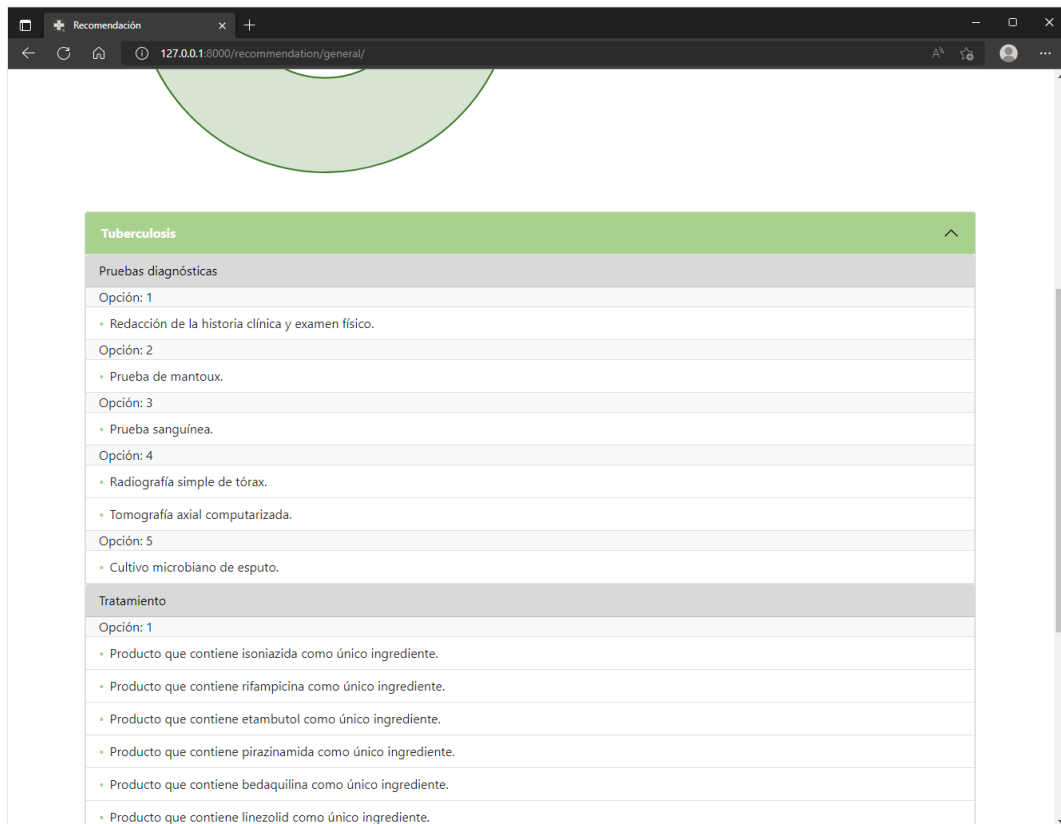 Recomendación
127.0.0.1:8000/recommendation/general/
Tuberculosis
Pruebas diagnósticas
Opción: 1
• Redacción de la historia clínica y examen físico.
Opción: 2
• Prueba de mantoux.
Opción: 3
• Prueba sanguínea.
Opción: 4
• Radiografía simple de tórax.
• Tomografía axial computarizada.
Opción: 5
• Cultivo microbiano de esputo.
Tratamiento
Opción: 1
• Producto que contiene isoniazida como único ingrediente.
• Producto que contiene rifampicina como único ingrediente.
• Producto que contiene etambutol como único ingrediente.
• Producto que contiene pirazinamida como único ingrediente.
• Producto que contiene bedaquilina como único ingrediente.
• Producto que contiene linezolid como único ingrediente.